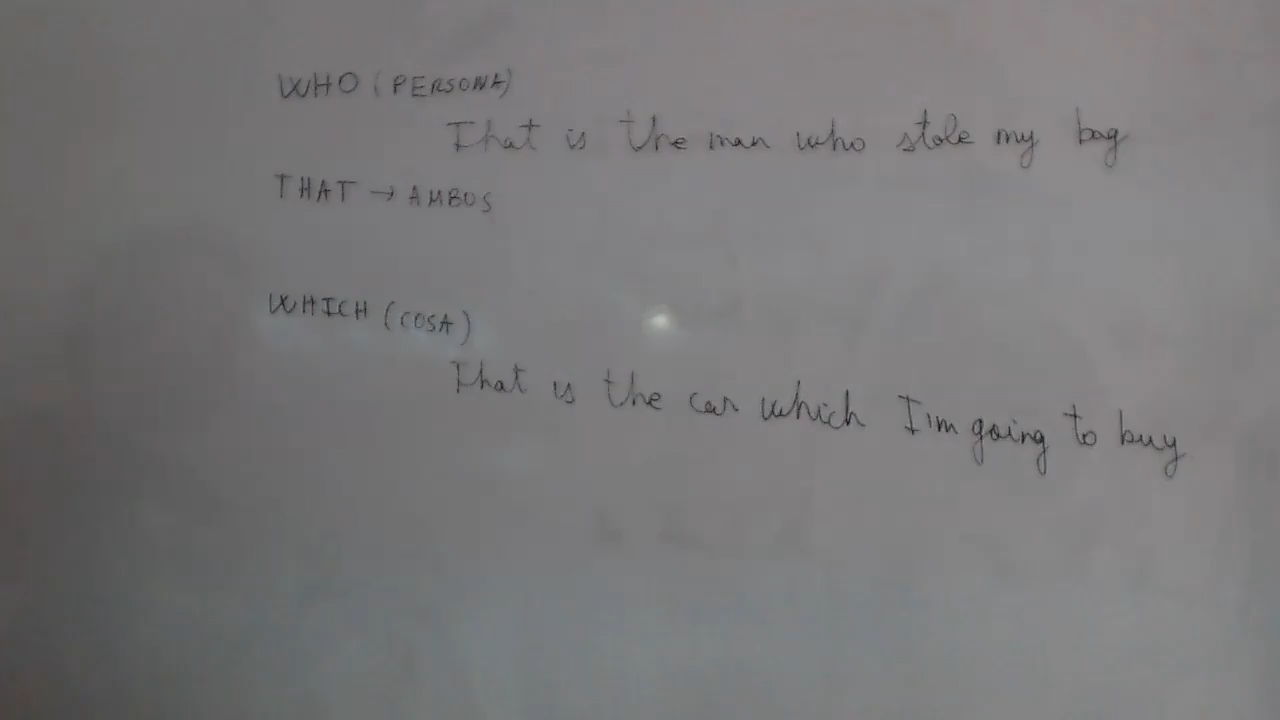 WHO (PERSONA)
That is the man who stole my bag
THAT → AMBOS
WHICH (COSA)
That is the car which I'm going to buy